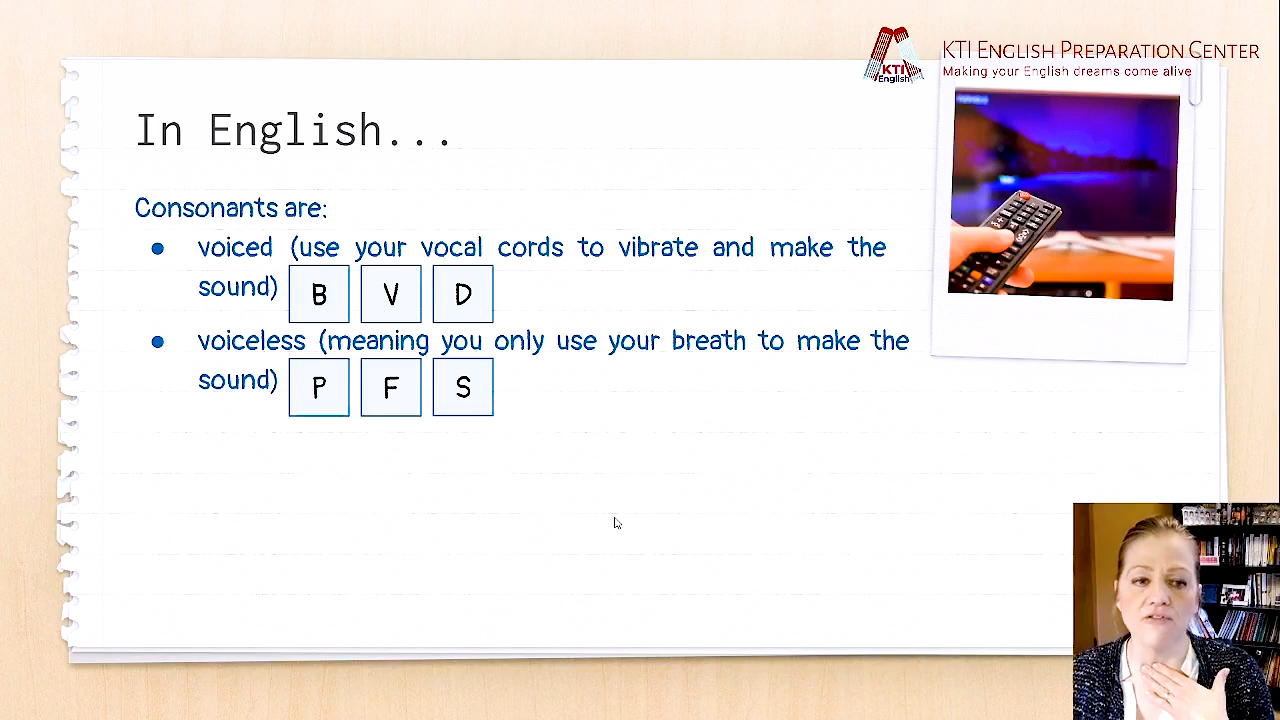 KTI English Preparation Center
Making your English dreams come alive
KTI
English
In English...
Consonants are:
● voiced (use your vocal cords to vibrate and make the
sound) B V D
● voiceless (meaning you only use your breath to make the
sound) P F S